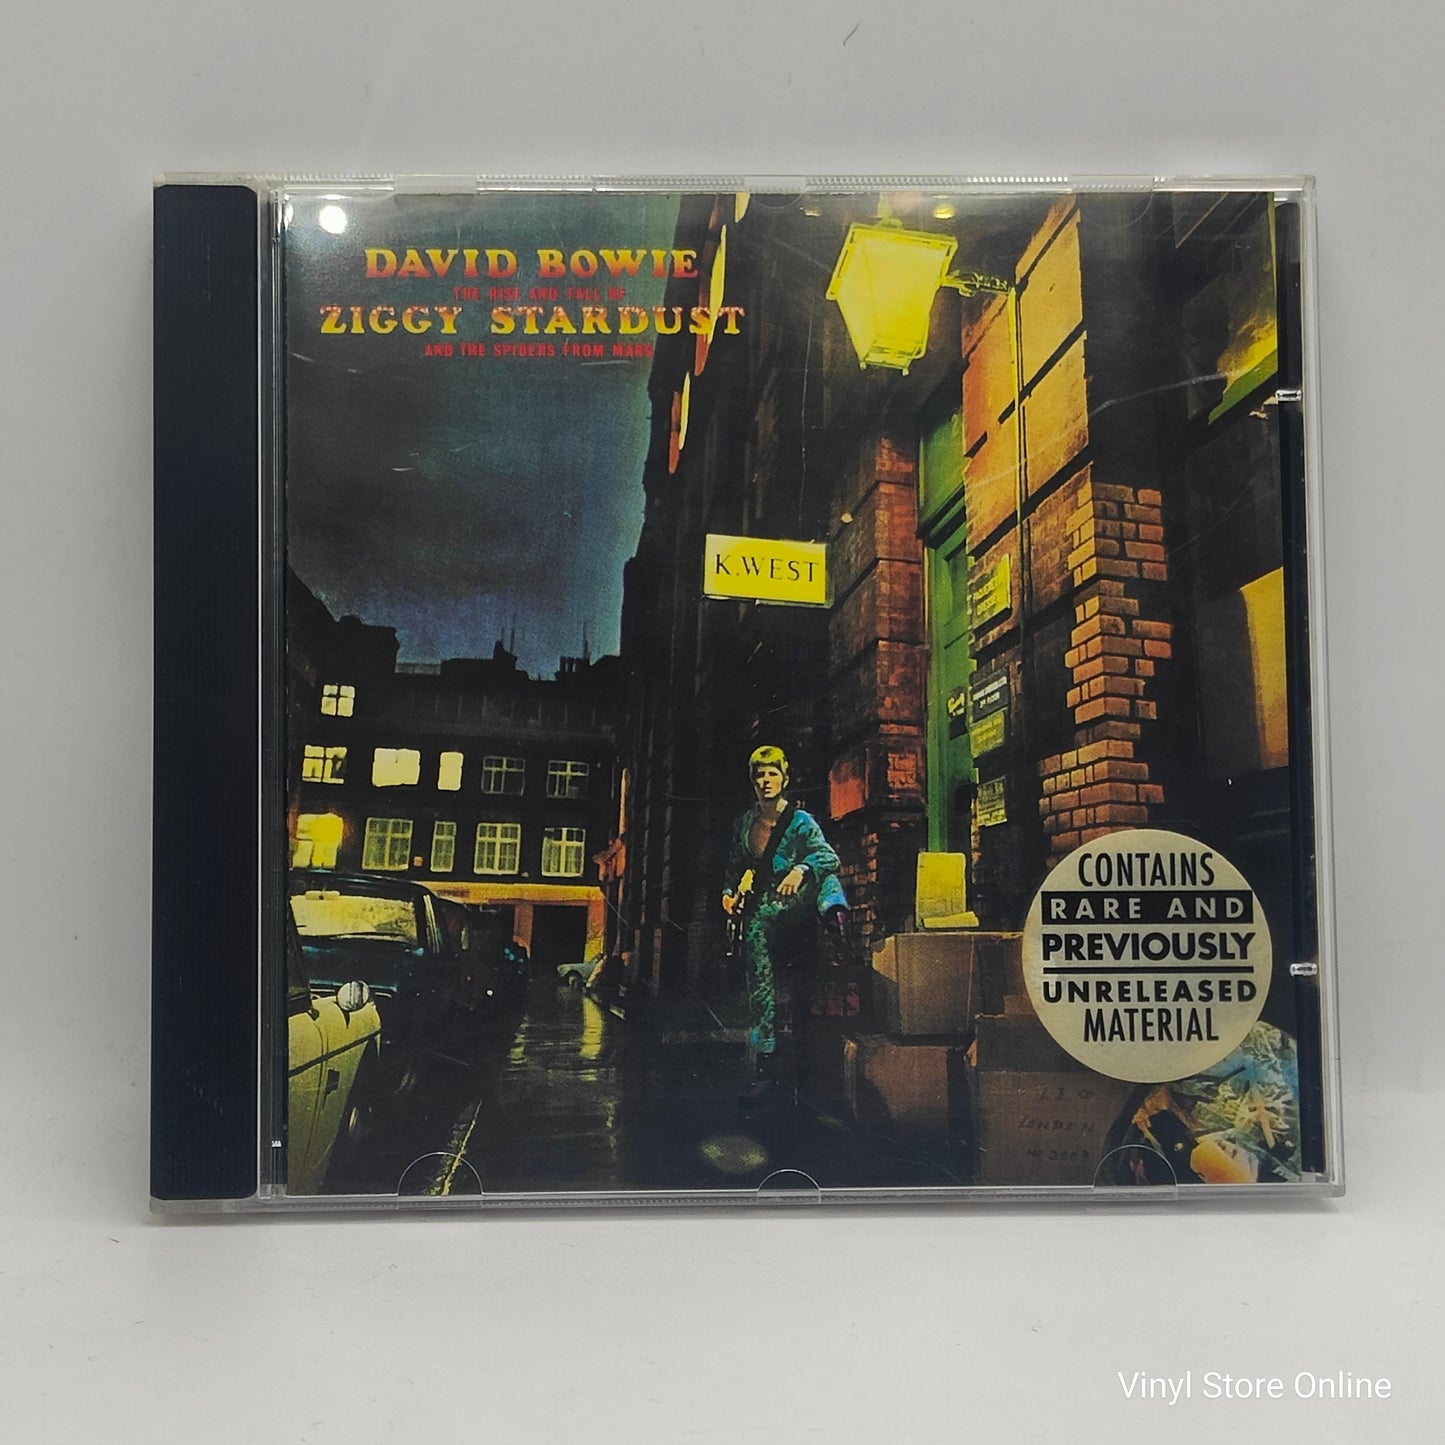 DAVID BOWIE
THE RISE AND FALL OF
ZIGGY STARDUST
AND THE SPIDERS FROM MARS
K.WEST
CONTAINS
RARE AND
PREVIOUSLY
UNRELEASED
MATERIAL
LONDON
Vinyl Store Online